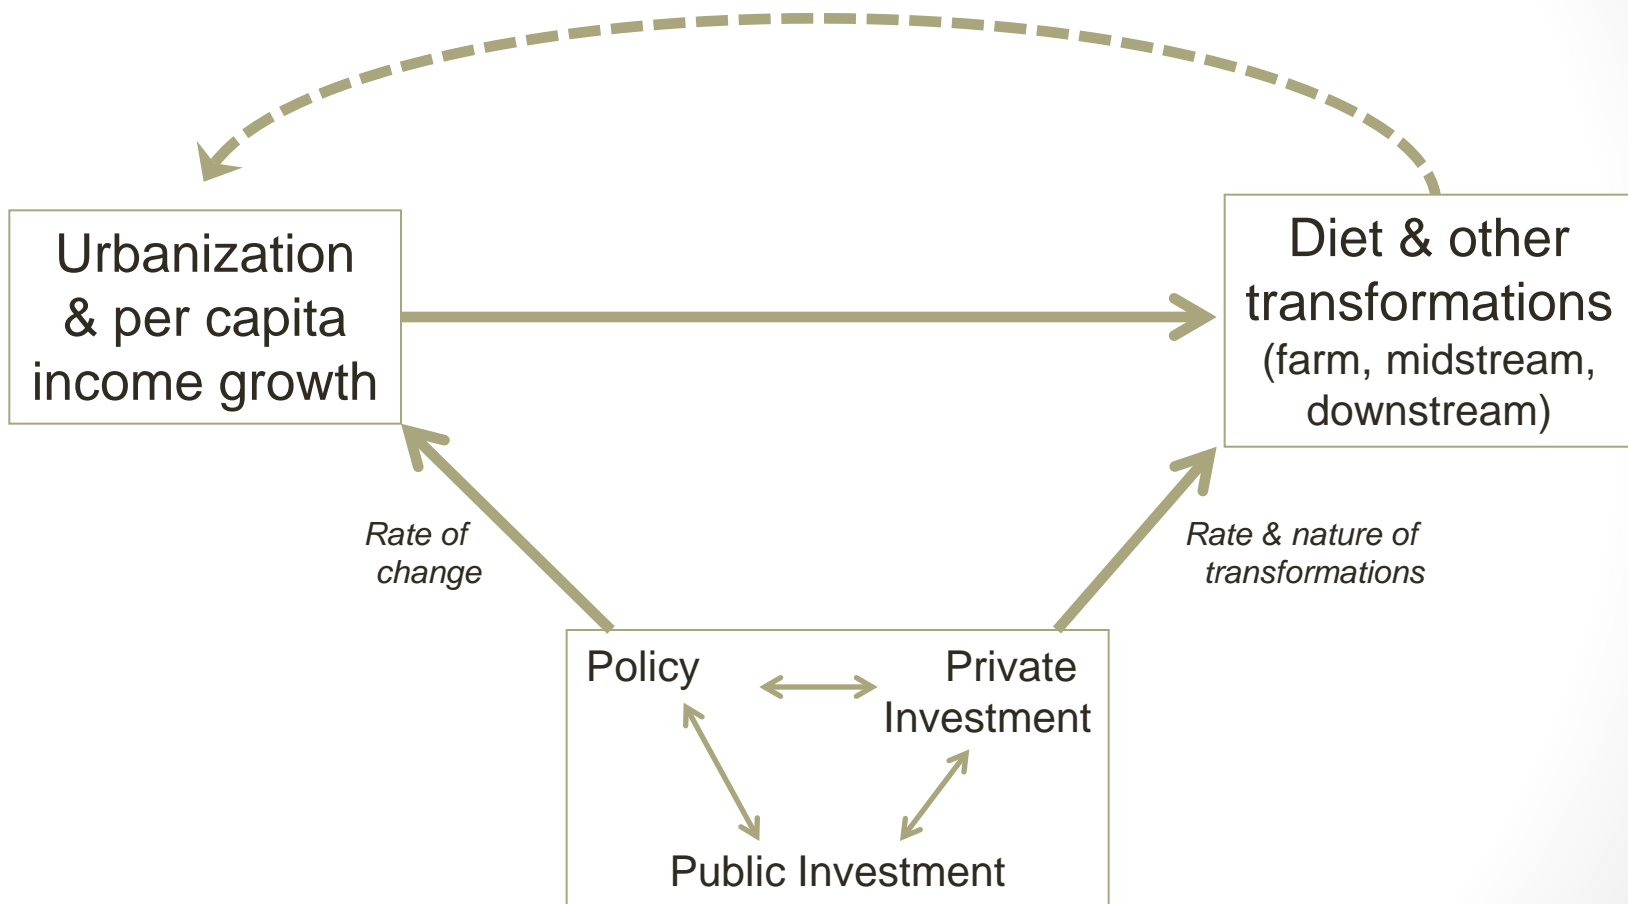 Urbanization
& per capita
income growth
Diet & other
transformations
(farm, midstream,
downstream)
Rate of
change
Rate & nature of
transformations
Policy
Private
Investment
Public Investment